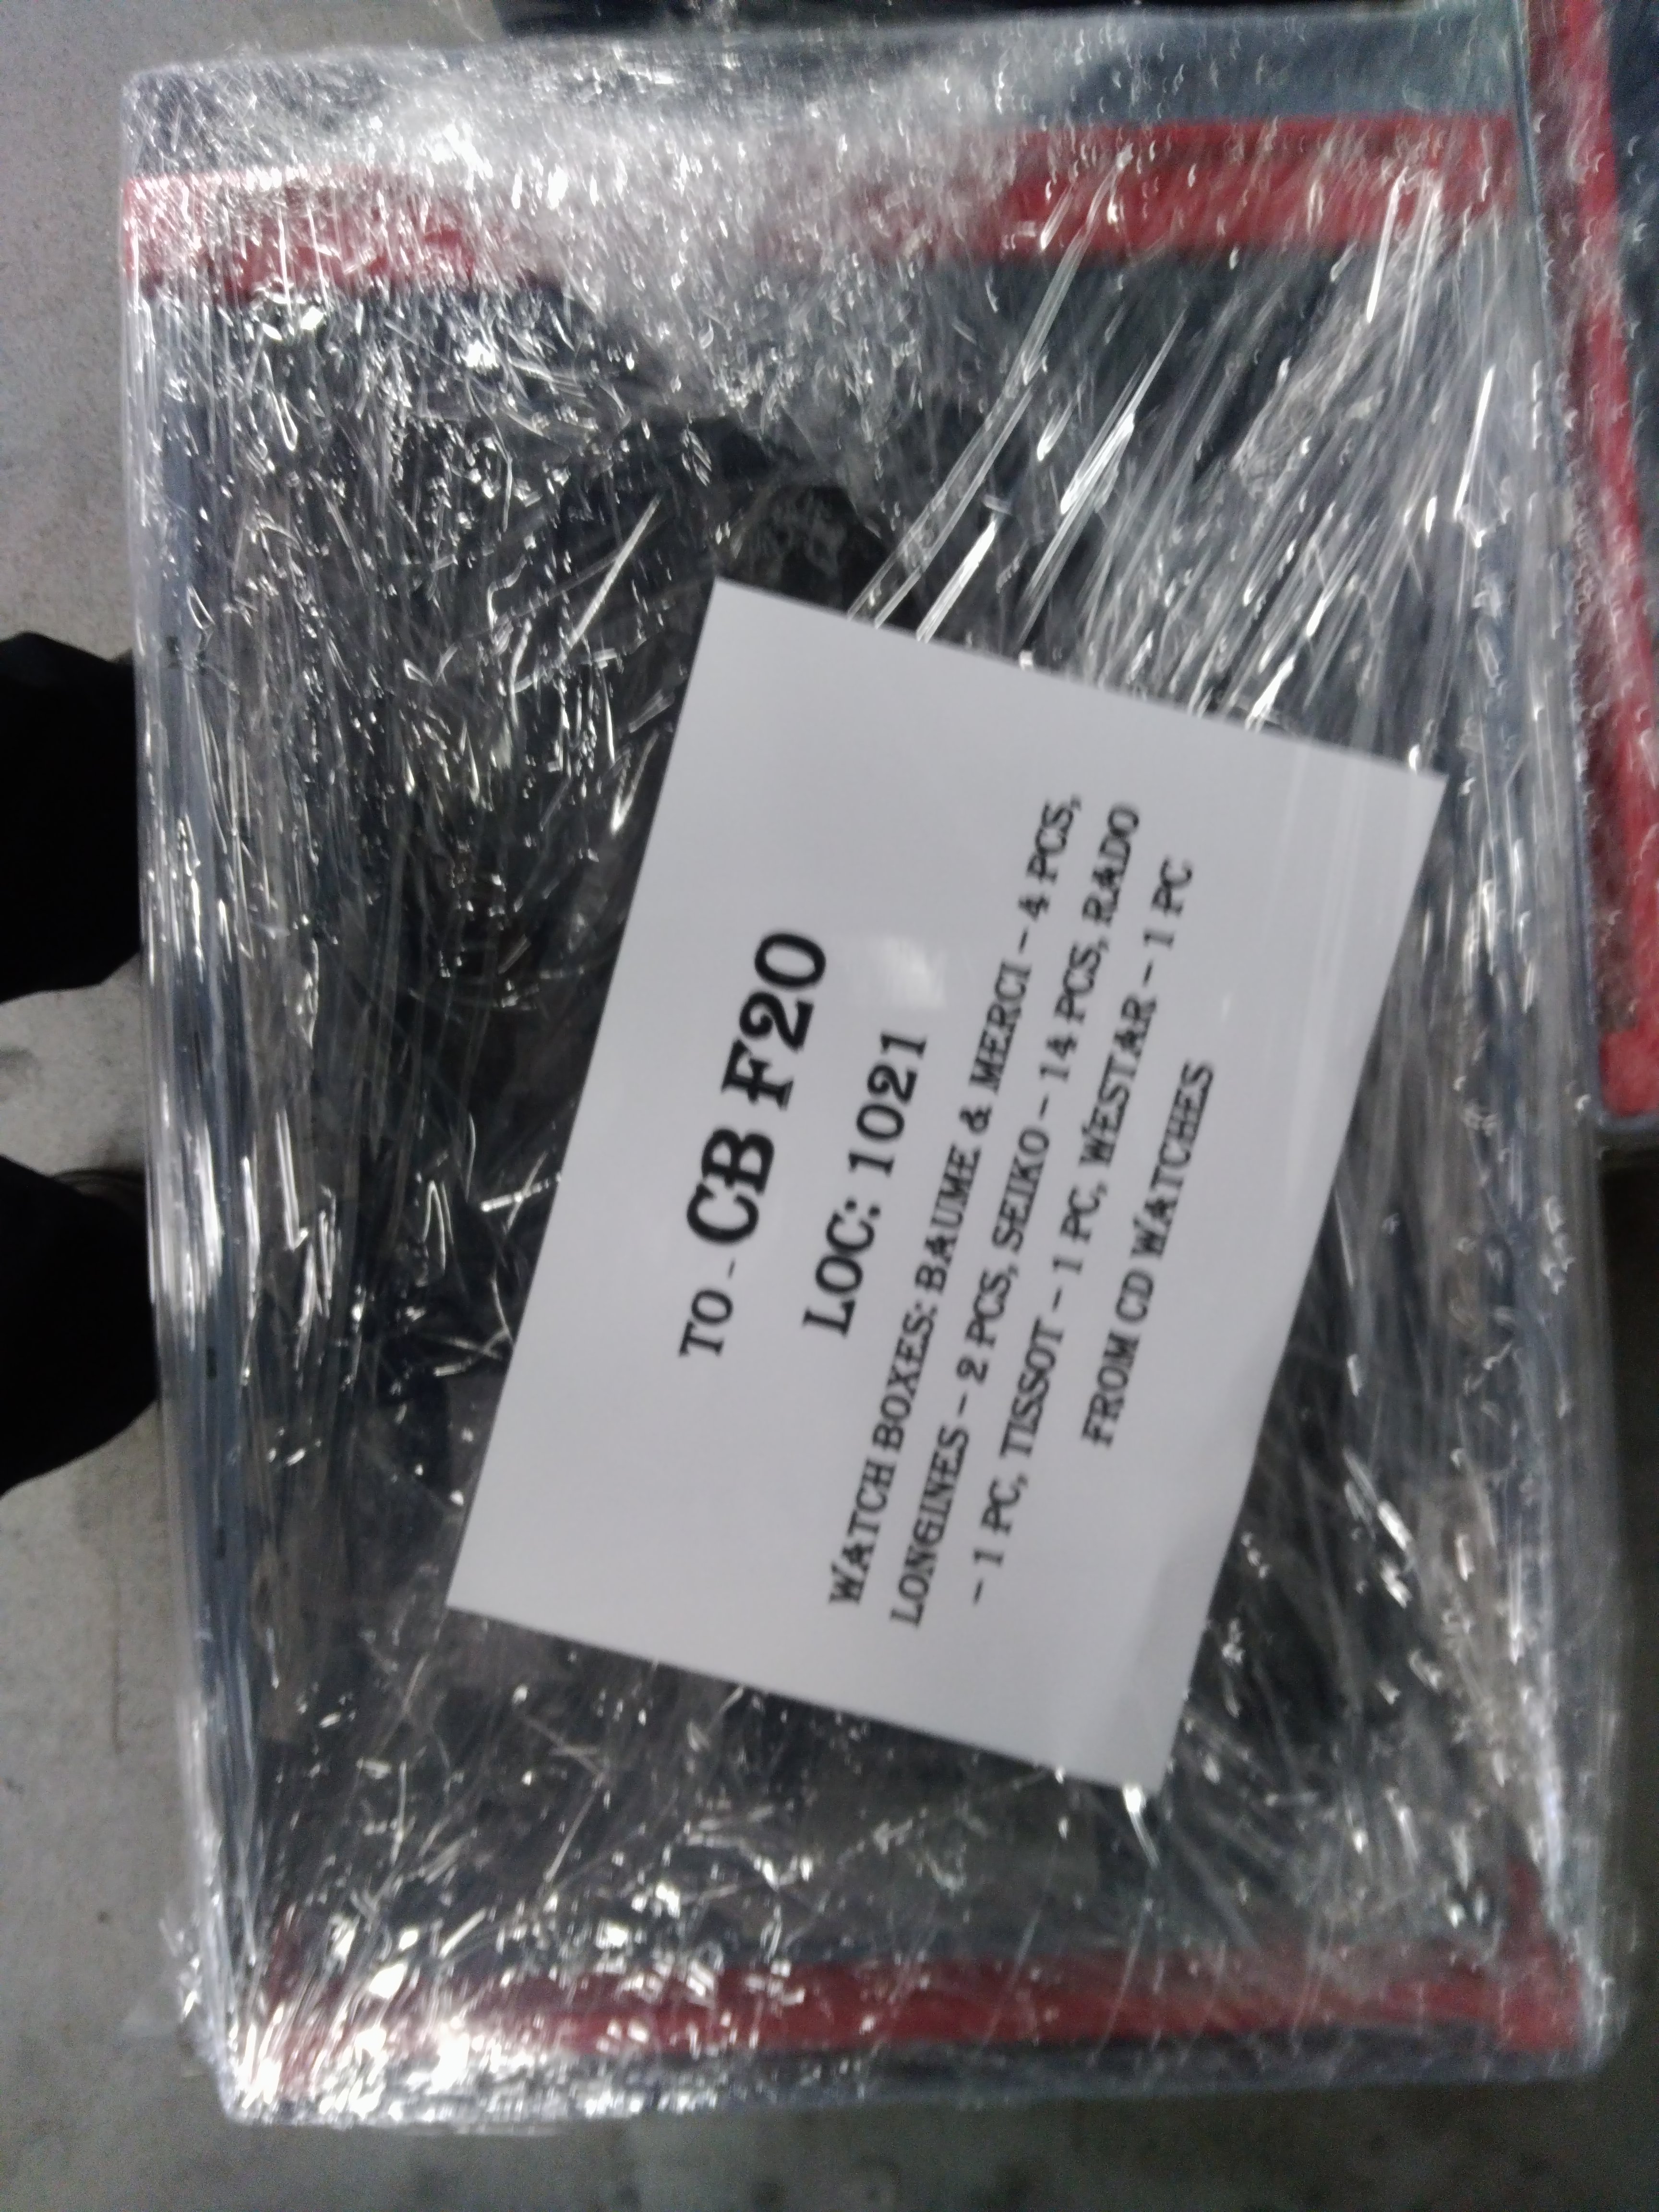 TO - CB F20
LOC: 1021
WATCH BOXES: BAUME & MERCI - 4 PCS,
LONGINES - 2 PCS, SEIKO - 14 PCS, RADO
- 1 PC, TISSOT - 1 PC, WESTAR - 1 PC
FROM CD WATCHES